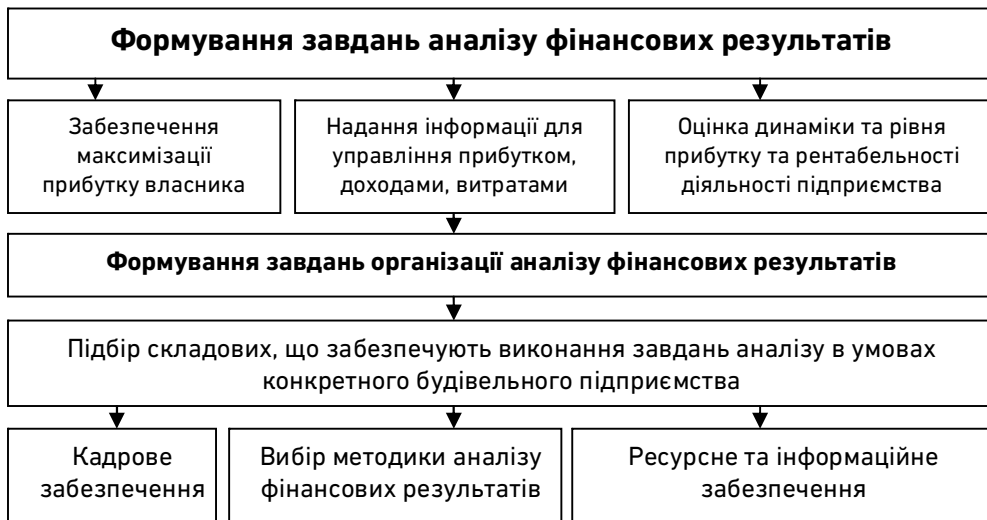 Формування завдань аналізу фінансових результатів
Забезпечення
максимізації
прибутку власника
Надання інформації для
управління прибутком,
доходами, витратами
Оцінка динаміки та рівня
прибутку та рентабельності
діяльності підприємства
Формування завдань організації аналізу фінансових результатів
Підбір складових, що забезпечують виконання завдань аналізу в умовах
конкретного будівельного підприємства
Кадрове
забезпечення
Вибір методики аналізу
фінансових результатів
Ресурсне та інформаційне
забезпечення